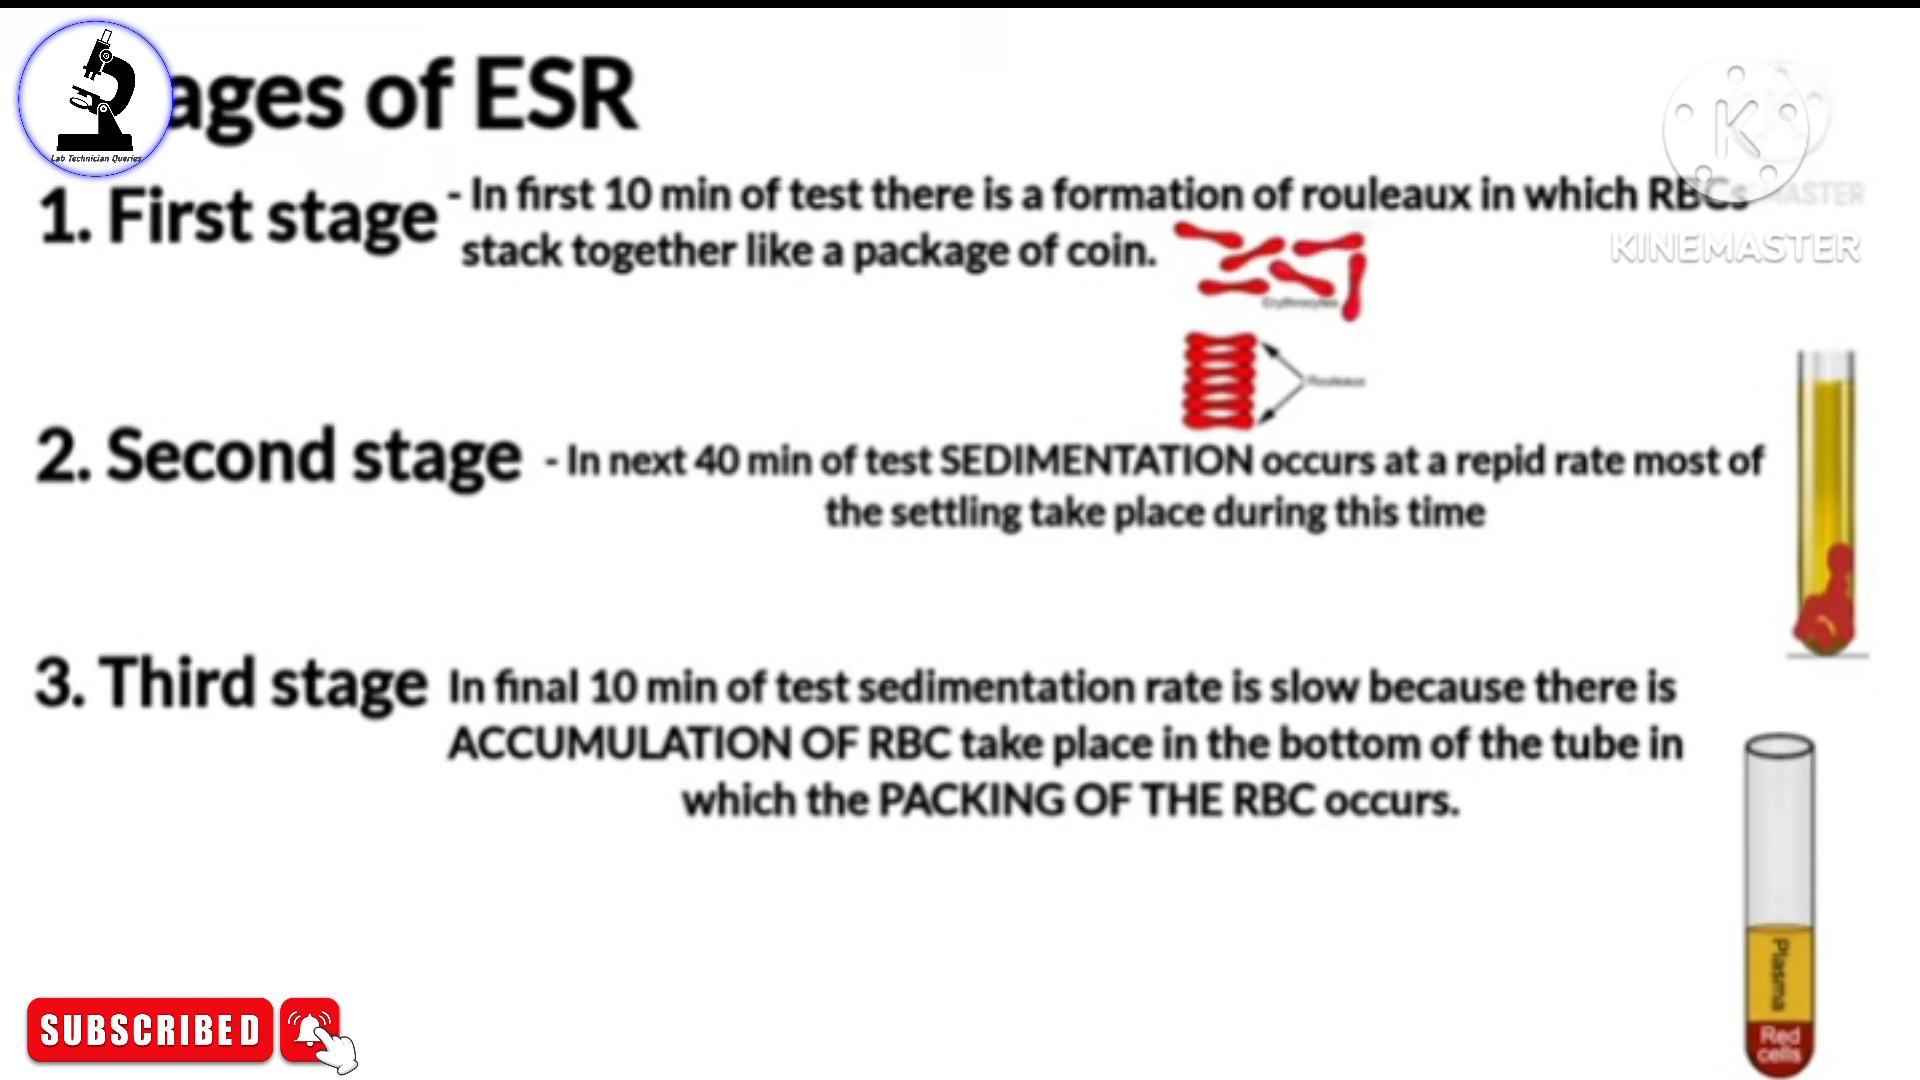 ages of ESR
Lab Technician Queries
1. First stage - In first 10 min of test there is a formation of rouleaux in which RBCs
stack together like a package of coin.
KINEMASTER
Erythrocytes
Rouleaux
2. Second stage - In next 40 min of test SEDIMENTATION occurs at a repid rate most of
the settling take place during this time
3. Third stage In final 10 min of test sedimentation rate is slow because there is
ACCUMULATION OF RBC take place in the bottom of the tube in
which the PACKING OF THE RBC occurs.
Plasma
Red
cells
SUBSCRIBED